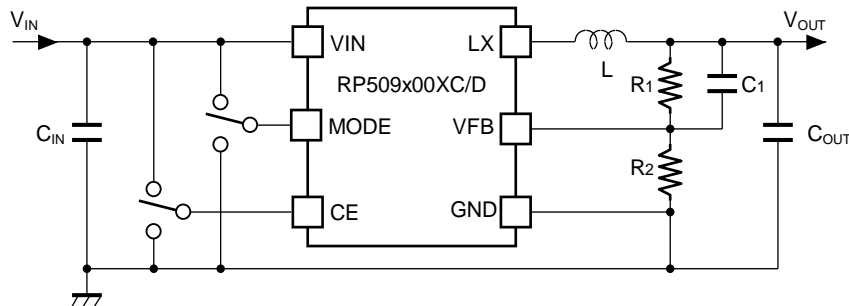 VIN
VOUT
VIN
LX
L
RP509x00XC/D
R1
C1
CIN
MODE
VFB
COUT
R2
CE
GND